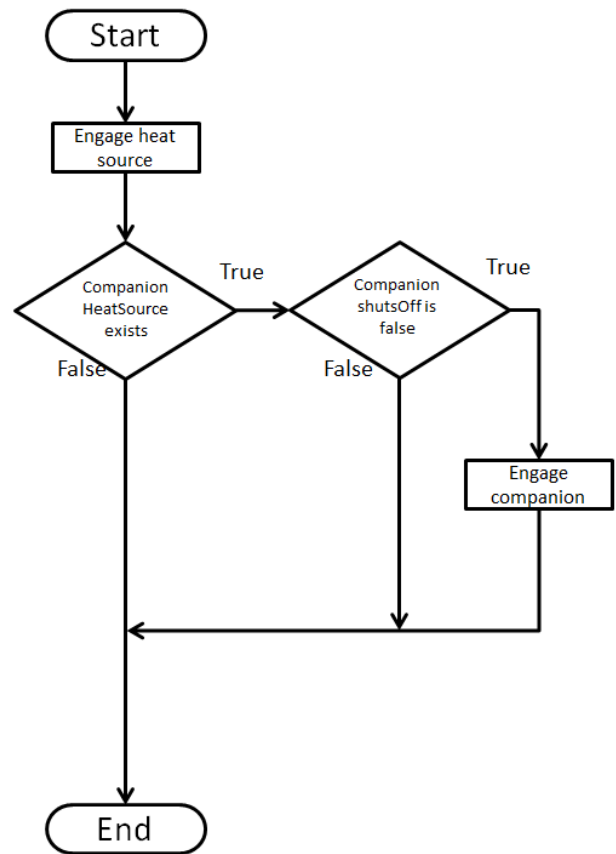 Start
Engage heat
source
Companion
HeatSource
exists
True
False
Companion
shutsOff is
false
True
False
Engage
companion
End